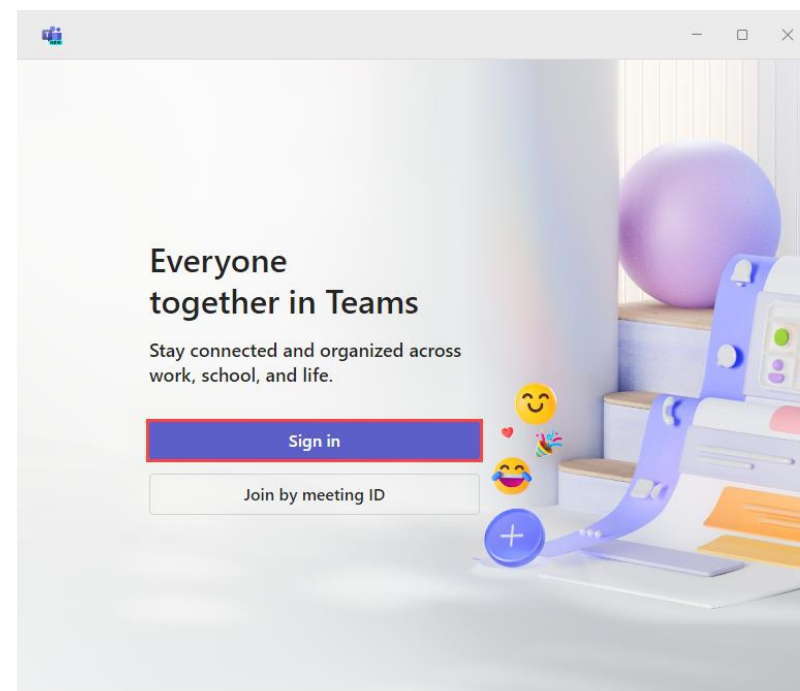 Everyone
together in Teams
Stay connected and organized across
work, school, and life.
Sign in
Join by meeting ID